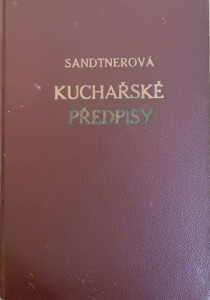 SANDTNEROVÁ
KUCHAŘSKÉ
PŘEDPISY